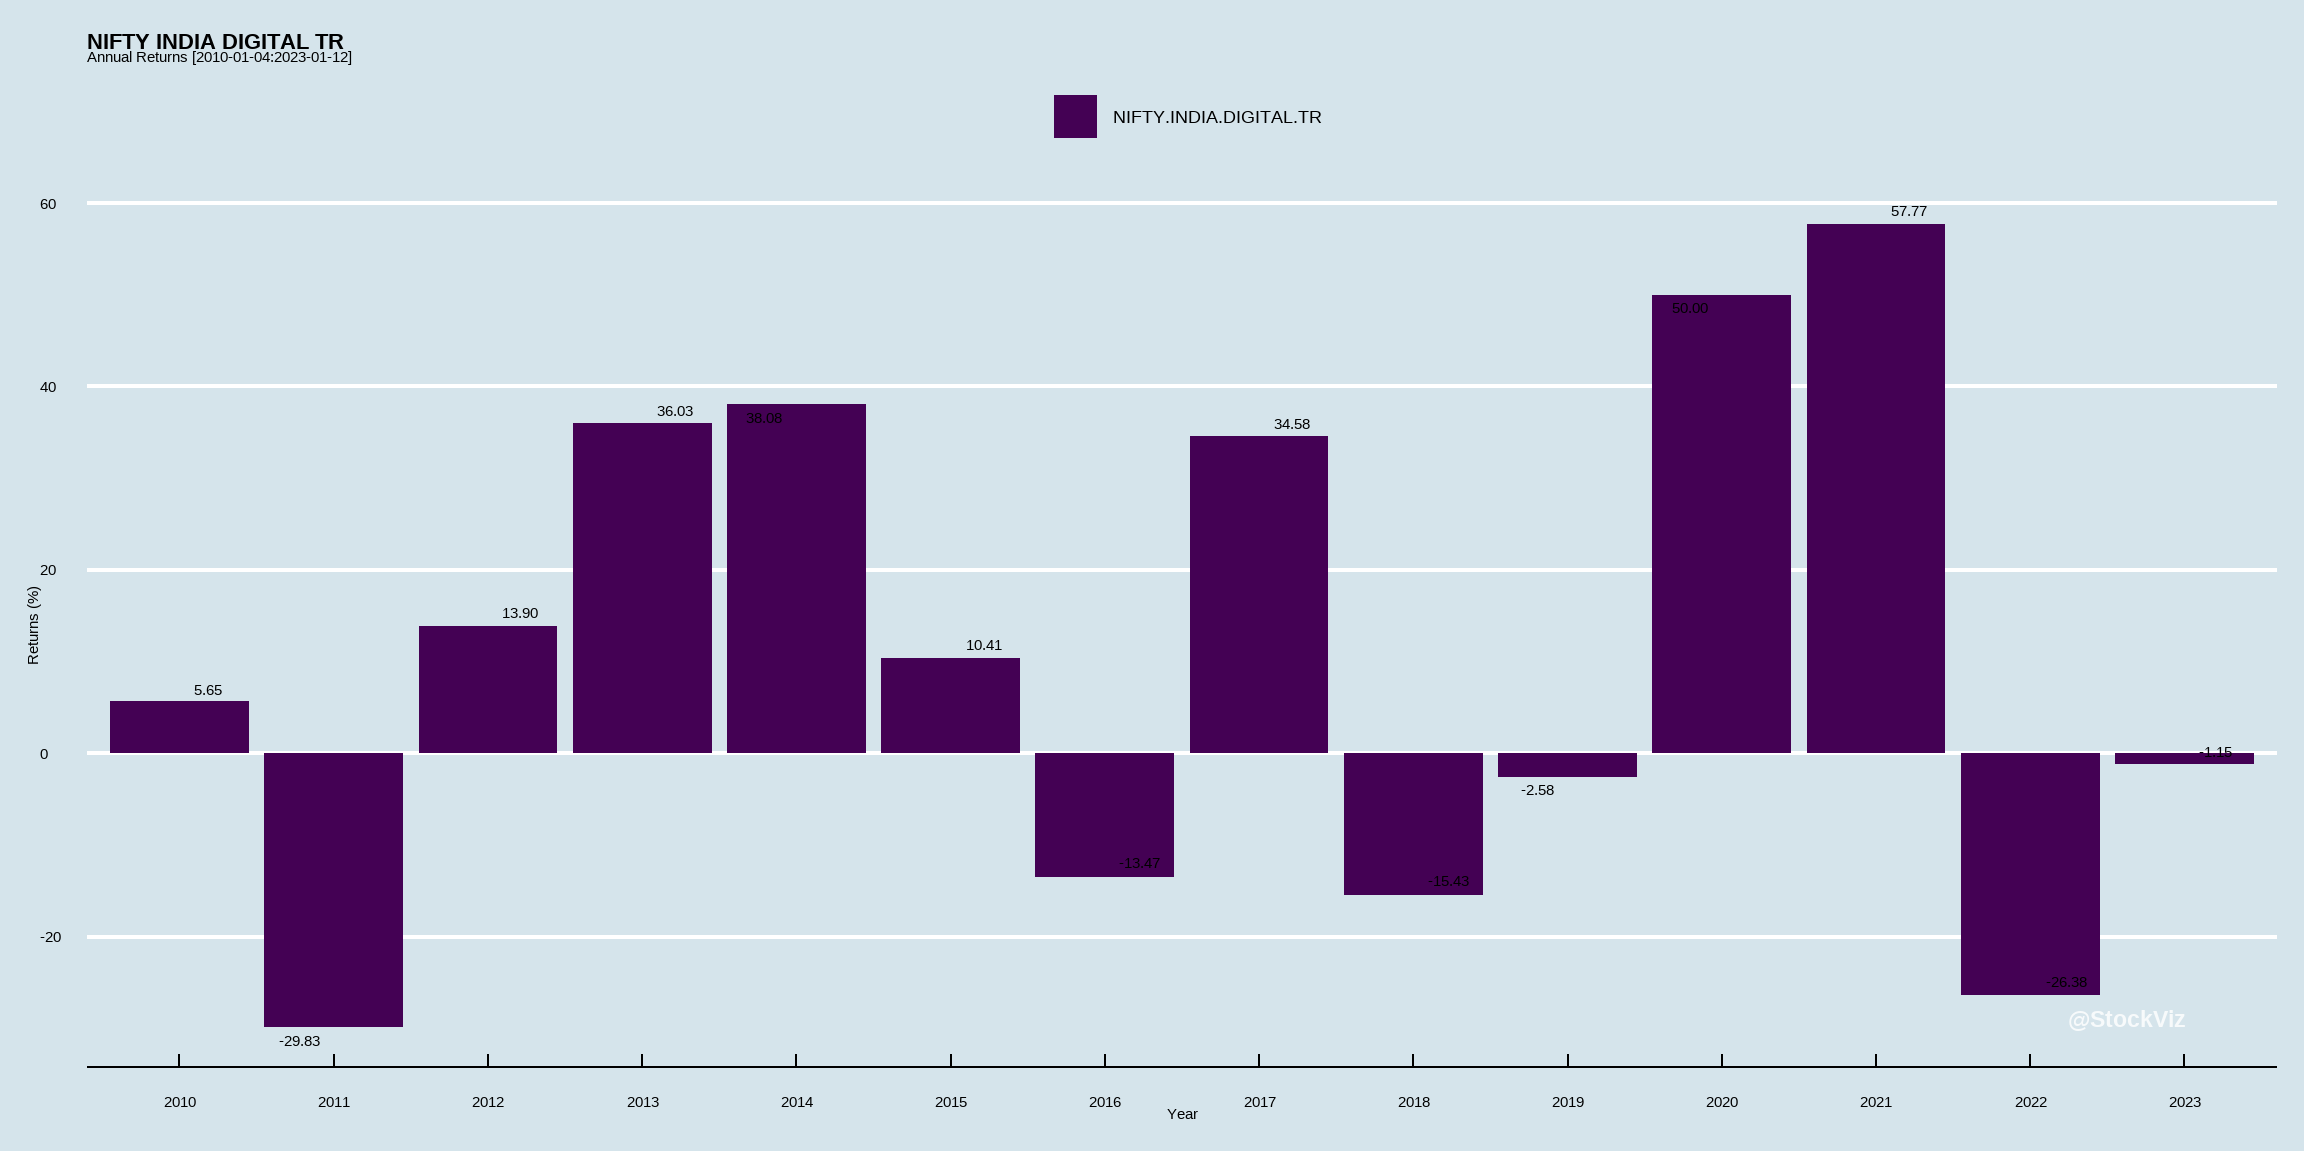 NIFTY INDIA DIGITAL TR
Annual Returns [2010-01-04:2023-01-12]
NIFTY.INDIA.DIGITAL.TR
60
40
20
0
-20
Returns (%)
5.65
-29.83
13.90
36.03
38.08
10.41
-13.47
34.58
-15.43
-2.58
50.00
57.77
-26.38
-1.15
@StockViz
2010 2011 2012 2013 2014 2015 2016 2017 2018 2019 2020 2021 2022 2023
Year